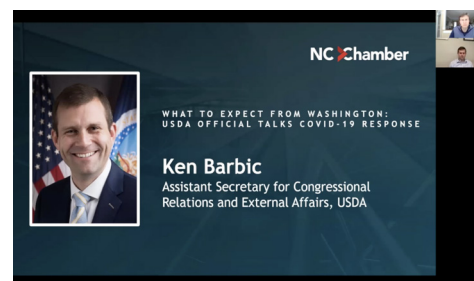 NC Chamber
WHAT TO EXPECT FROM WASHINGTON:
USDA OFFICIAL TALKS COVID-19 RESPONSE
Ken Barbic
Assistant Secretary for Congressional
Relations and External Affairs, USDA